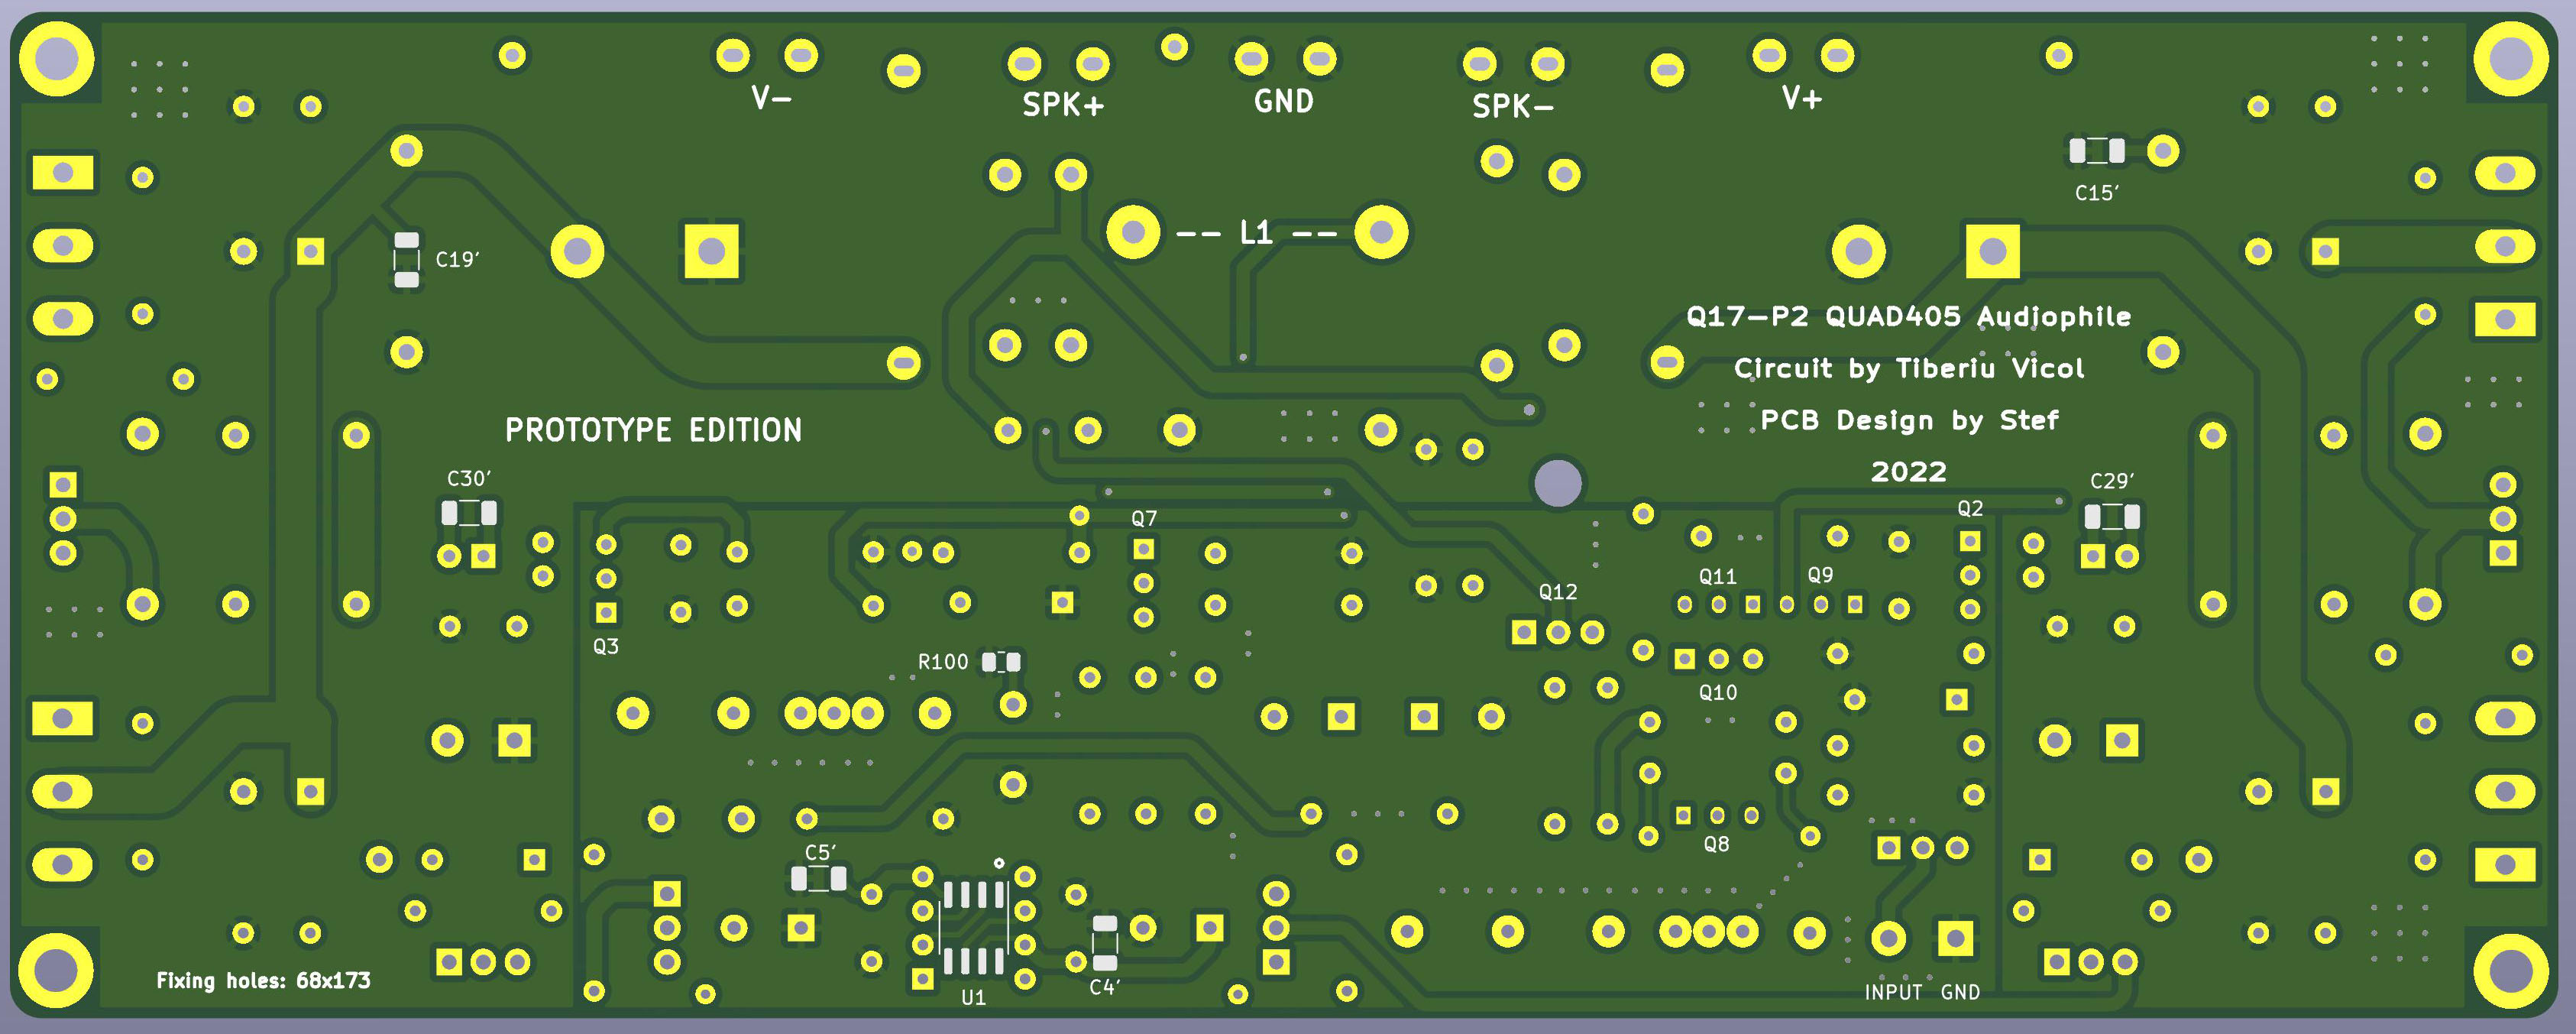 V- SPK+ GND SPK- V+
C15'
-- L1 --
C19'
Q17-P2 QUAD405 Audiophile
Circuit by Tiberiu Vicol
PCB Design by Stef
2022
PROTOTYPE EDITION
C30'
C29'
Q7
Q2
Q11
Q9
Q12
Q3
R100
Q10
Q8
C5'
C4'
U1
INPUT GND
Fixing holes: 68x173